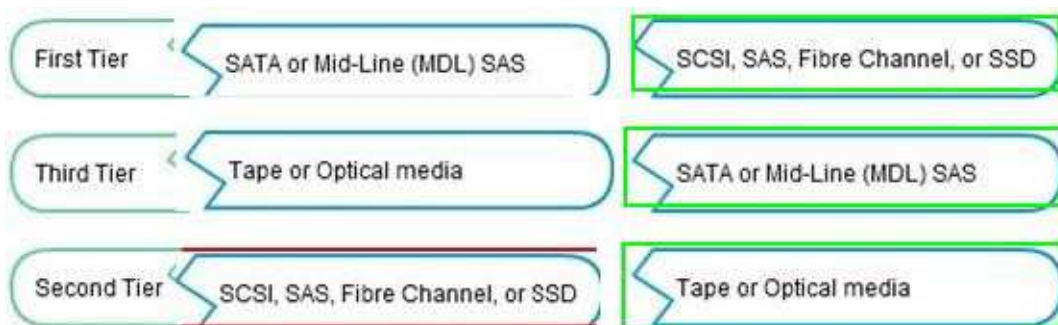 First Tier SATA or Mid-Line (MDL) SAS SCSI, SAS, Fibre Channel, or SSD
Third Tier Tape or Optical media SATA or Mid-Line (MDL) SAS
Second Tier SCSI, SAS, Fibre Channel, or SSD Tape or Optical media